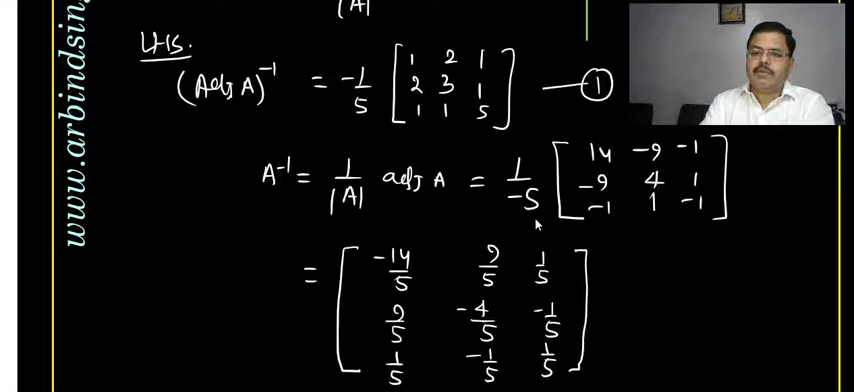 |A|
LHS.
(Adj A)⁻¹ = -1/5 [1 2 1; 2 3 1; 1 1 5] — ①
A⁻¹ = 1/|A| adj A = 1/-5 [14 -9 -1; -9 4 1; -1 1 -1]
= [-14/5 9/5 1/5; 9/5 -4/5 -1/5; 1/5 -1/5 1/5]
www.arbindsing